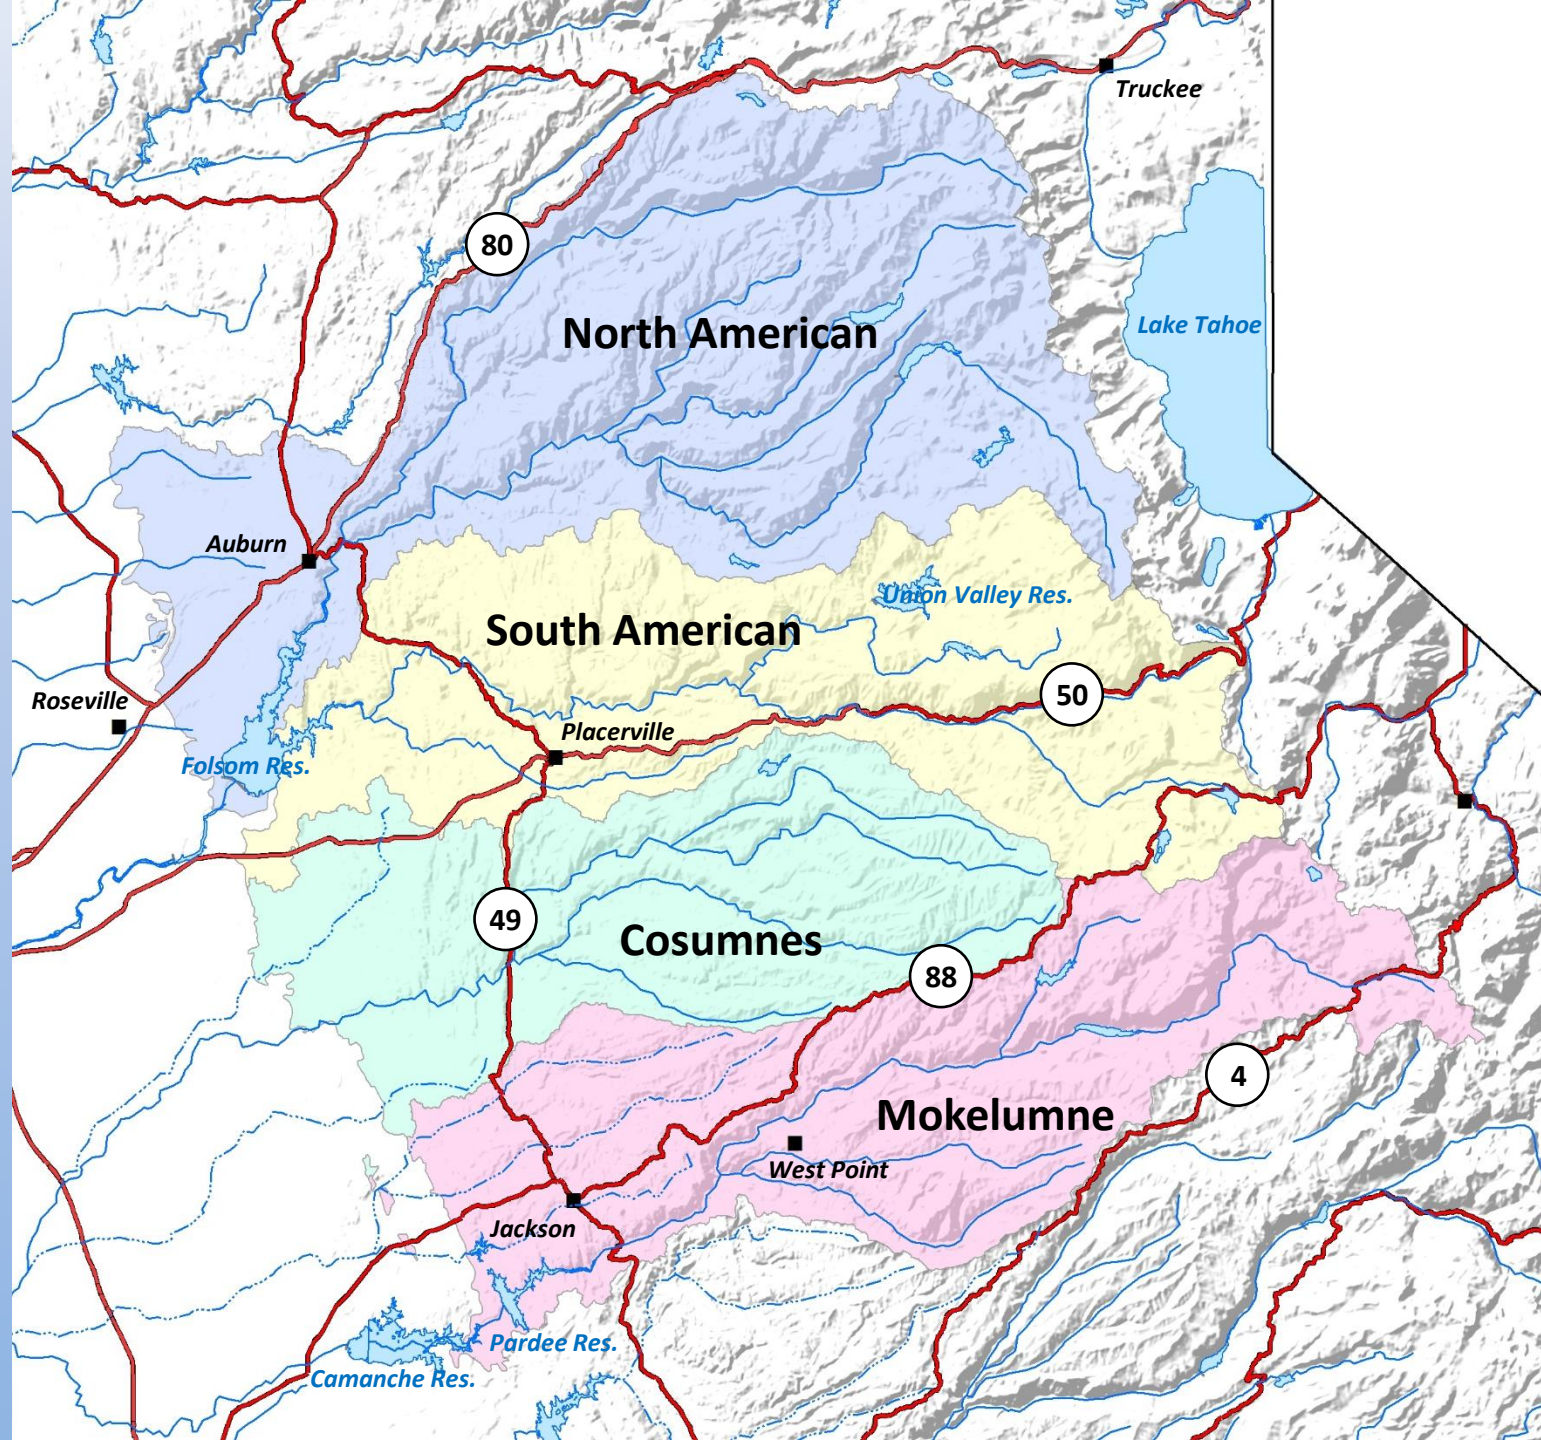 Truckee
80
Lake Tahoe
North American
Auburn
Union Valley Res.
South American
50
Roseville
Placerville
Folsom Res.
49
Cosumnes
88
4
Mokelumne
West Point
Jackson
Pardee Res.
Camanche Res.